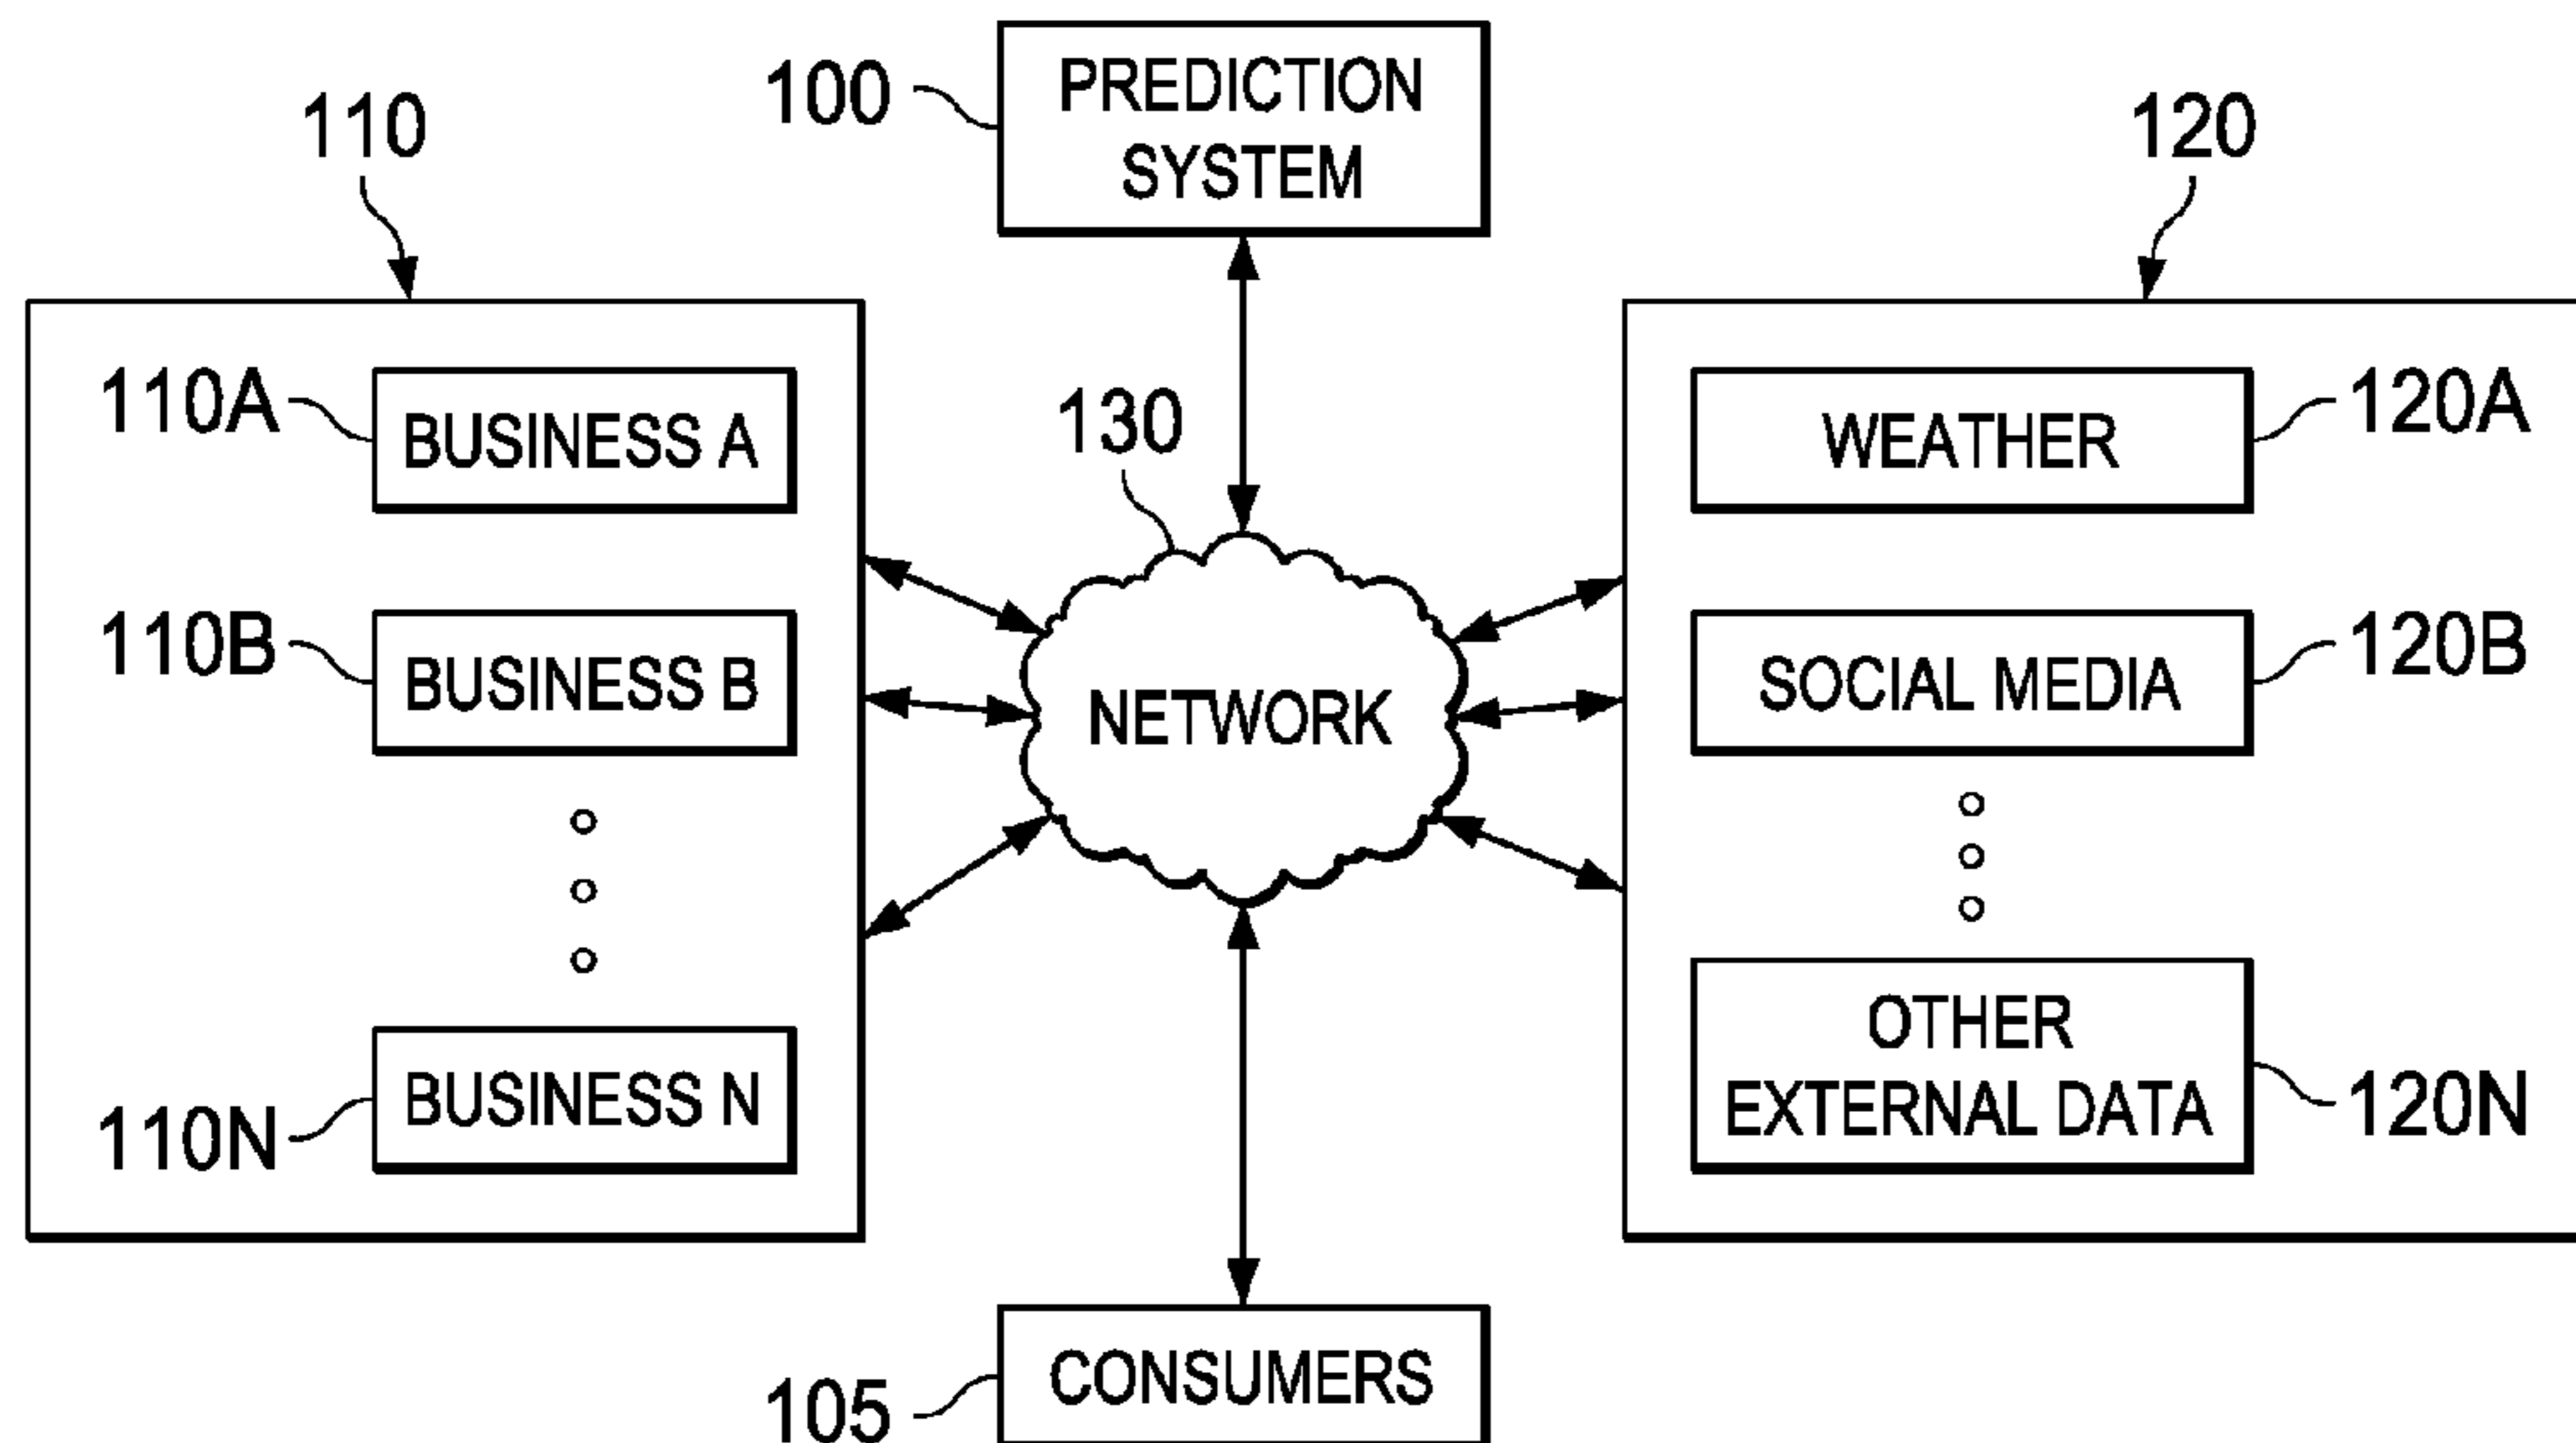 100
PREDICTION
SYSTEM
110
120
110A
BUSINESS A
110B
BUSINESS B
110N
BUSINESS N
130
NETWORK
WEATHER
120A
SOCIAL MEDIA
120B
OTHER
EXTERNAL DATA
120N
105
CONSUMERS